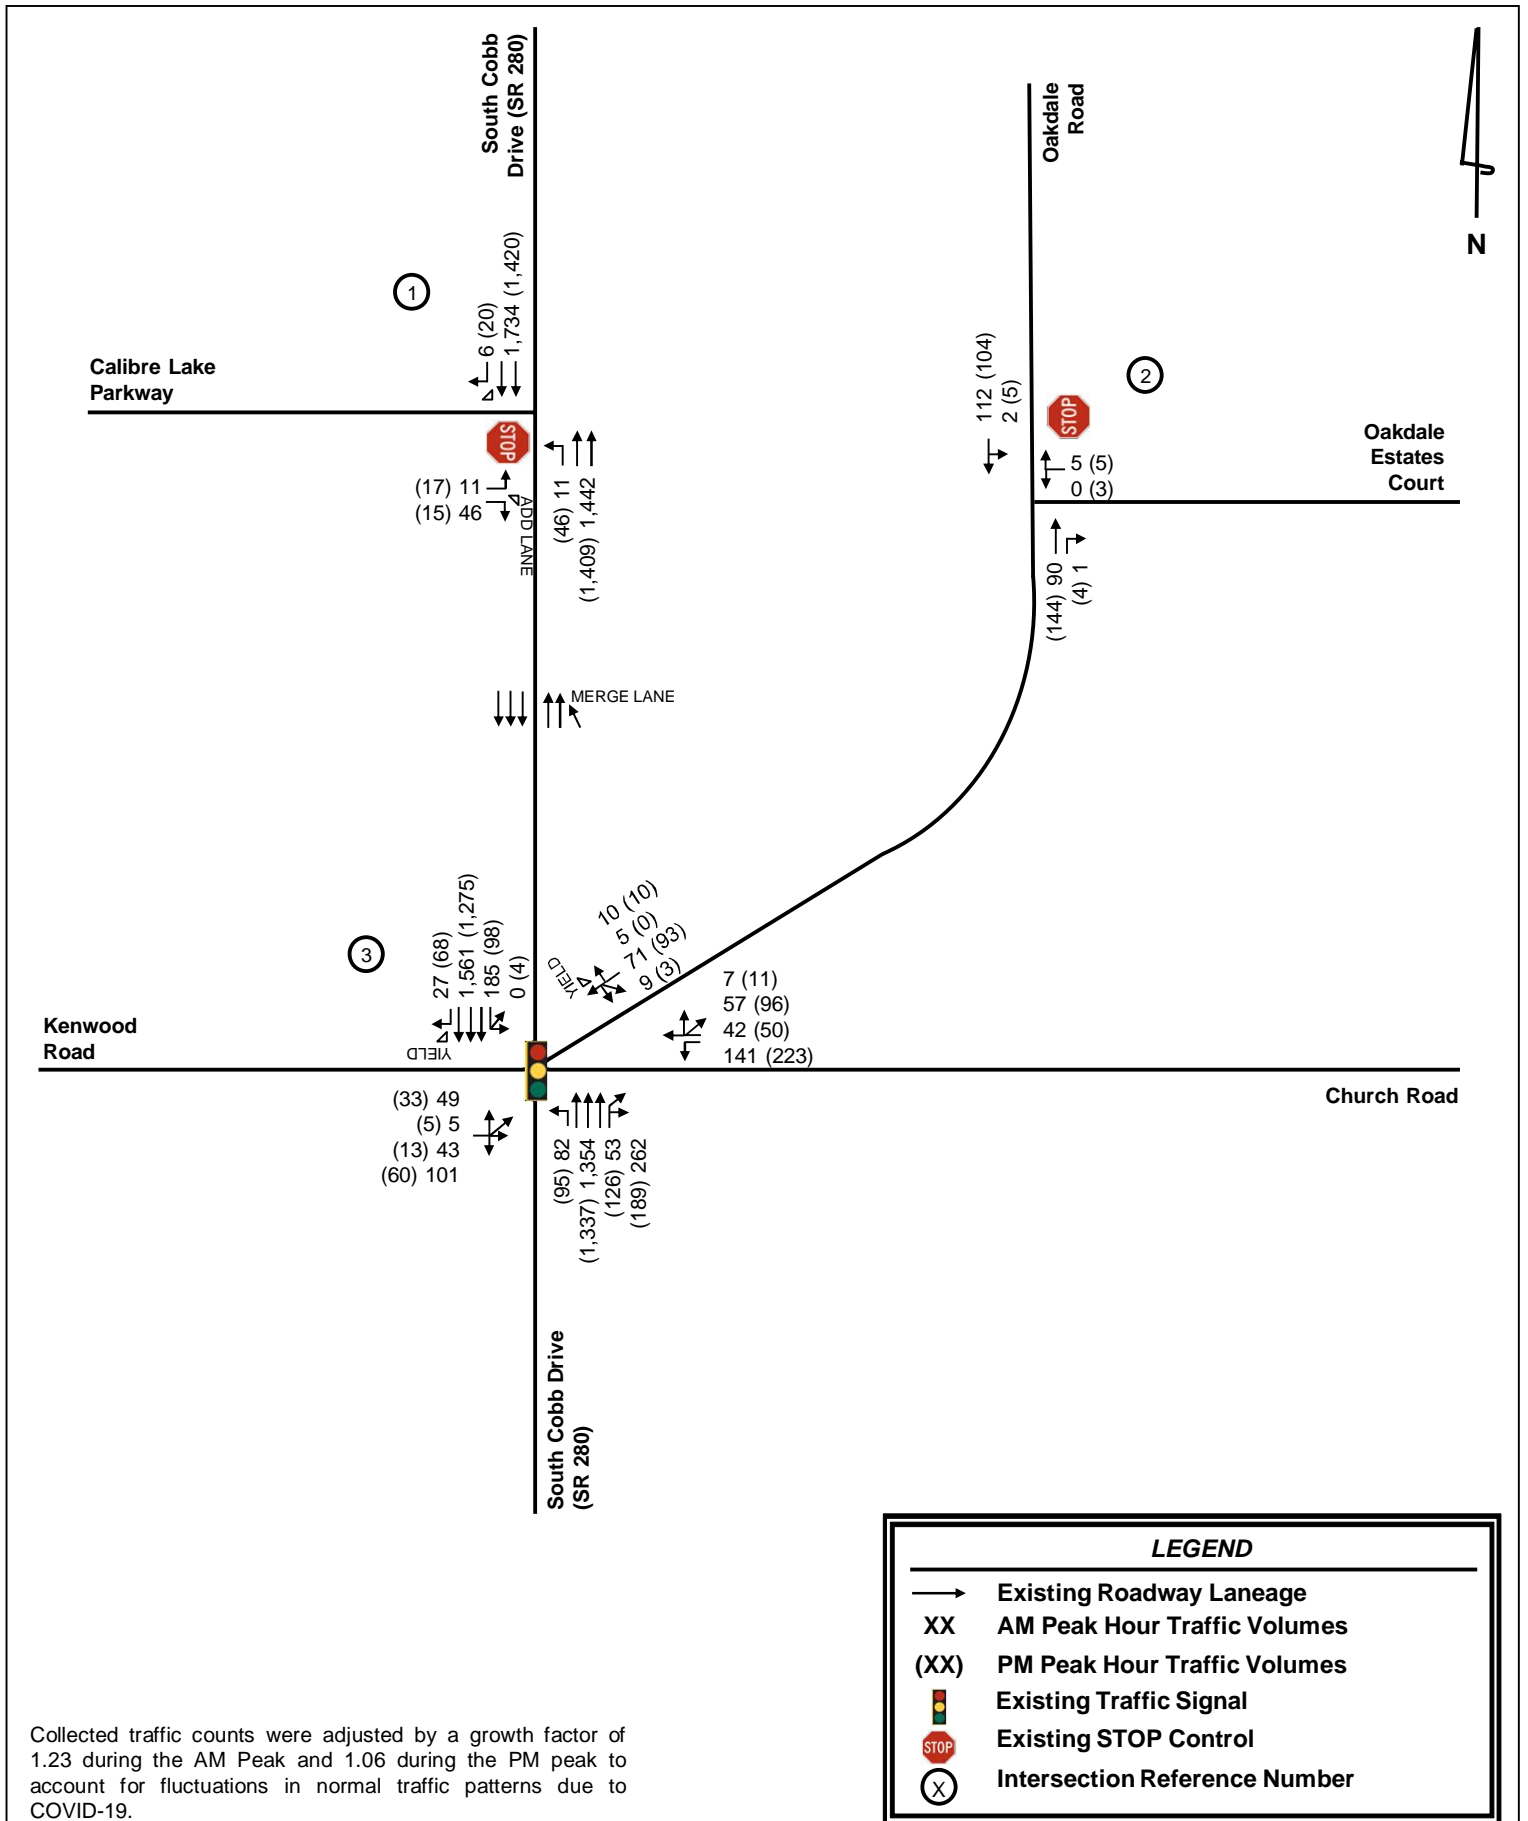 South Cobb
Drive (SR 280)
Oakdale
Road
N
1
6 (20)
1,734 (1,420)
Calibre Lake
Parkway
STOP
(17) 11
(15) 46
ADD LANE
(46) 11
(1,409) 1,442
112 (104)
2 (5)
STOP
2
5 (5)
0 (3)
Oakdale
Estates
Court
(144) 90
(4) 1
MERGE LANE
3
27 (68)
1,561 (1,275)
185 (98)
0 (4)
YIELD
10 (10)
5 (0)
71 (93)
9 (3)
YIELD
7 (11)
57 (96)
42 (50)
141 (223)
Kenwood
Road
Church Road
(33) 49
(5) 5
(13) 43
(60) 101
(95) 82
(1,337) 1,354
(126) 53
(189) 262
South Cobb Drive
(SR 280)
LEGEND
Existing Roadway Laneage
XX AM Peak Hour Traffic Volumes
(XX) PM Peak Hour Traffic Volumes
Existing Traffic Signal
STOP Existing STOP Control
X Intersection Reference Number
Collected traffic counts were adjusted by a growth factor of
1.23 during the AM Peak and 1.06 during the PM peak to
account for fluctuations in normal traffic patterns due to
COVID-19.